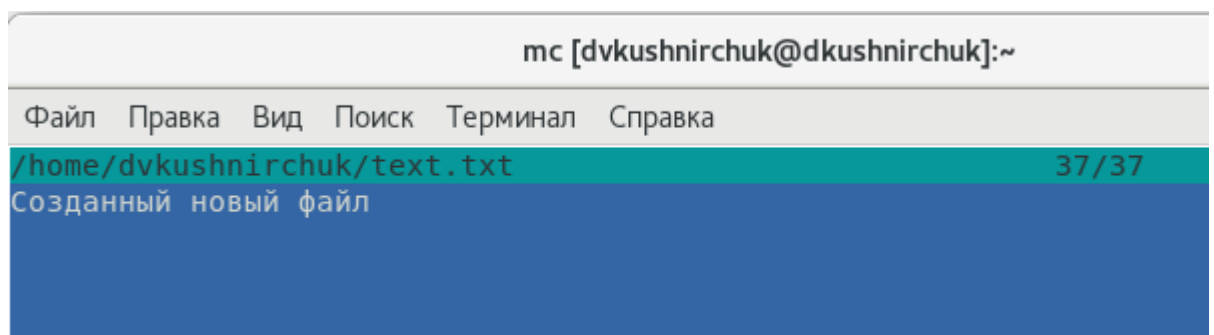 mc [dvkushnirchuk@dkushnirchuk]:~
Файл Правка Вид Поиск Терминал Справка
/home/dvkushnirchuk/text.txt 37/37
Созданный новый файл